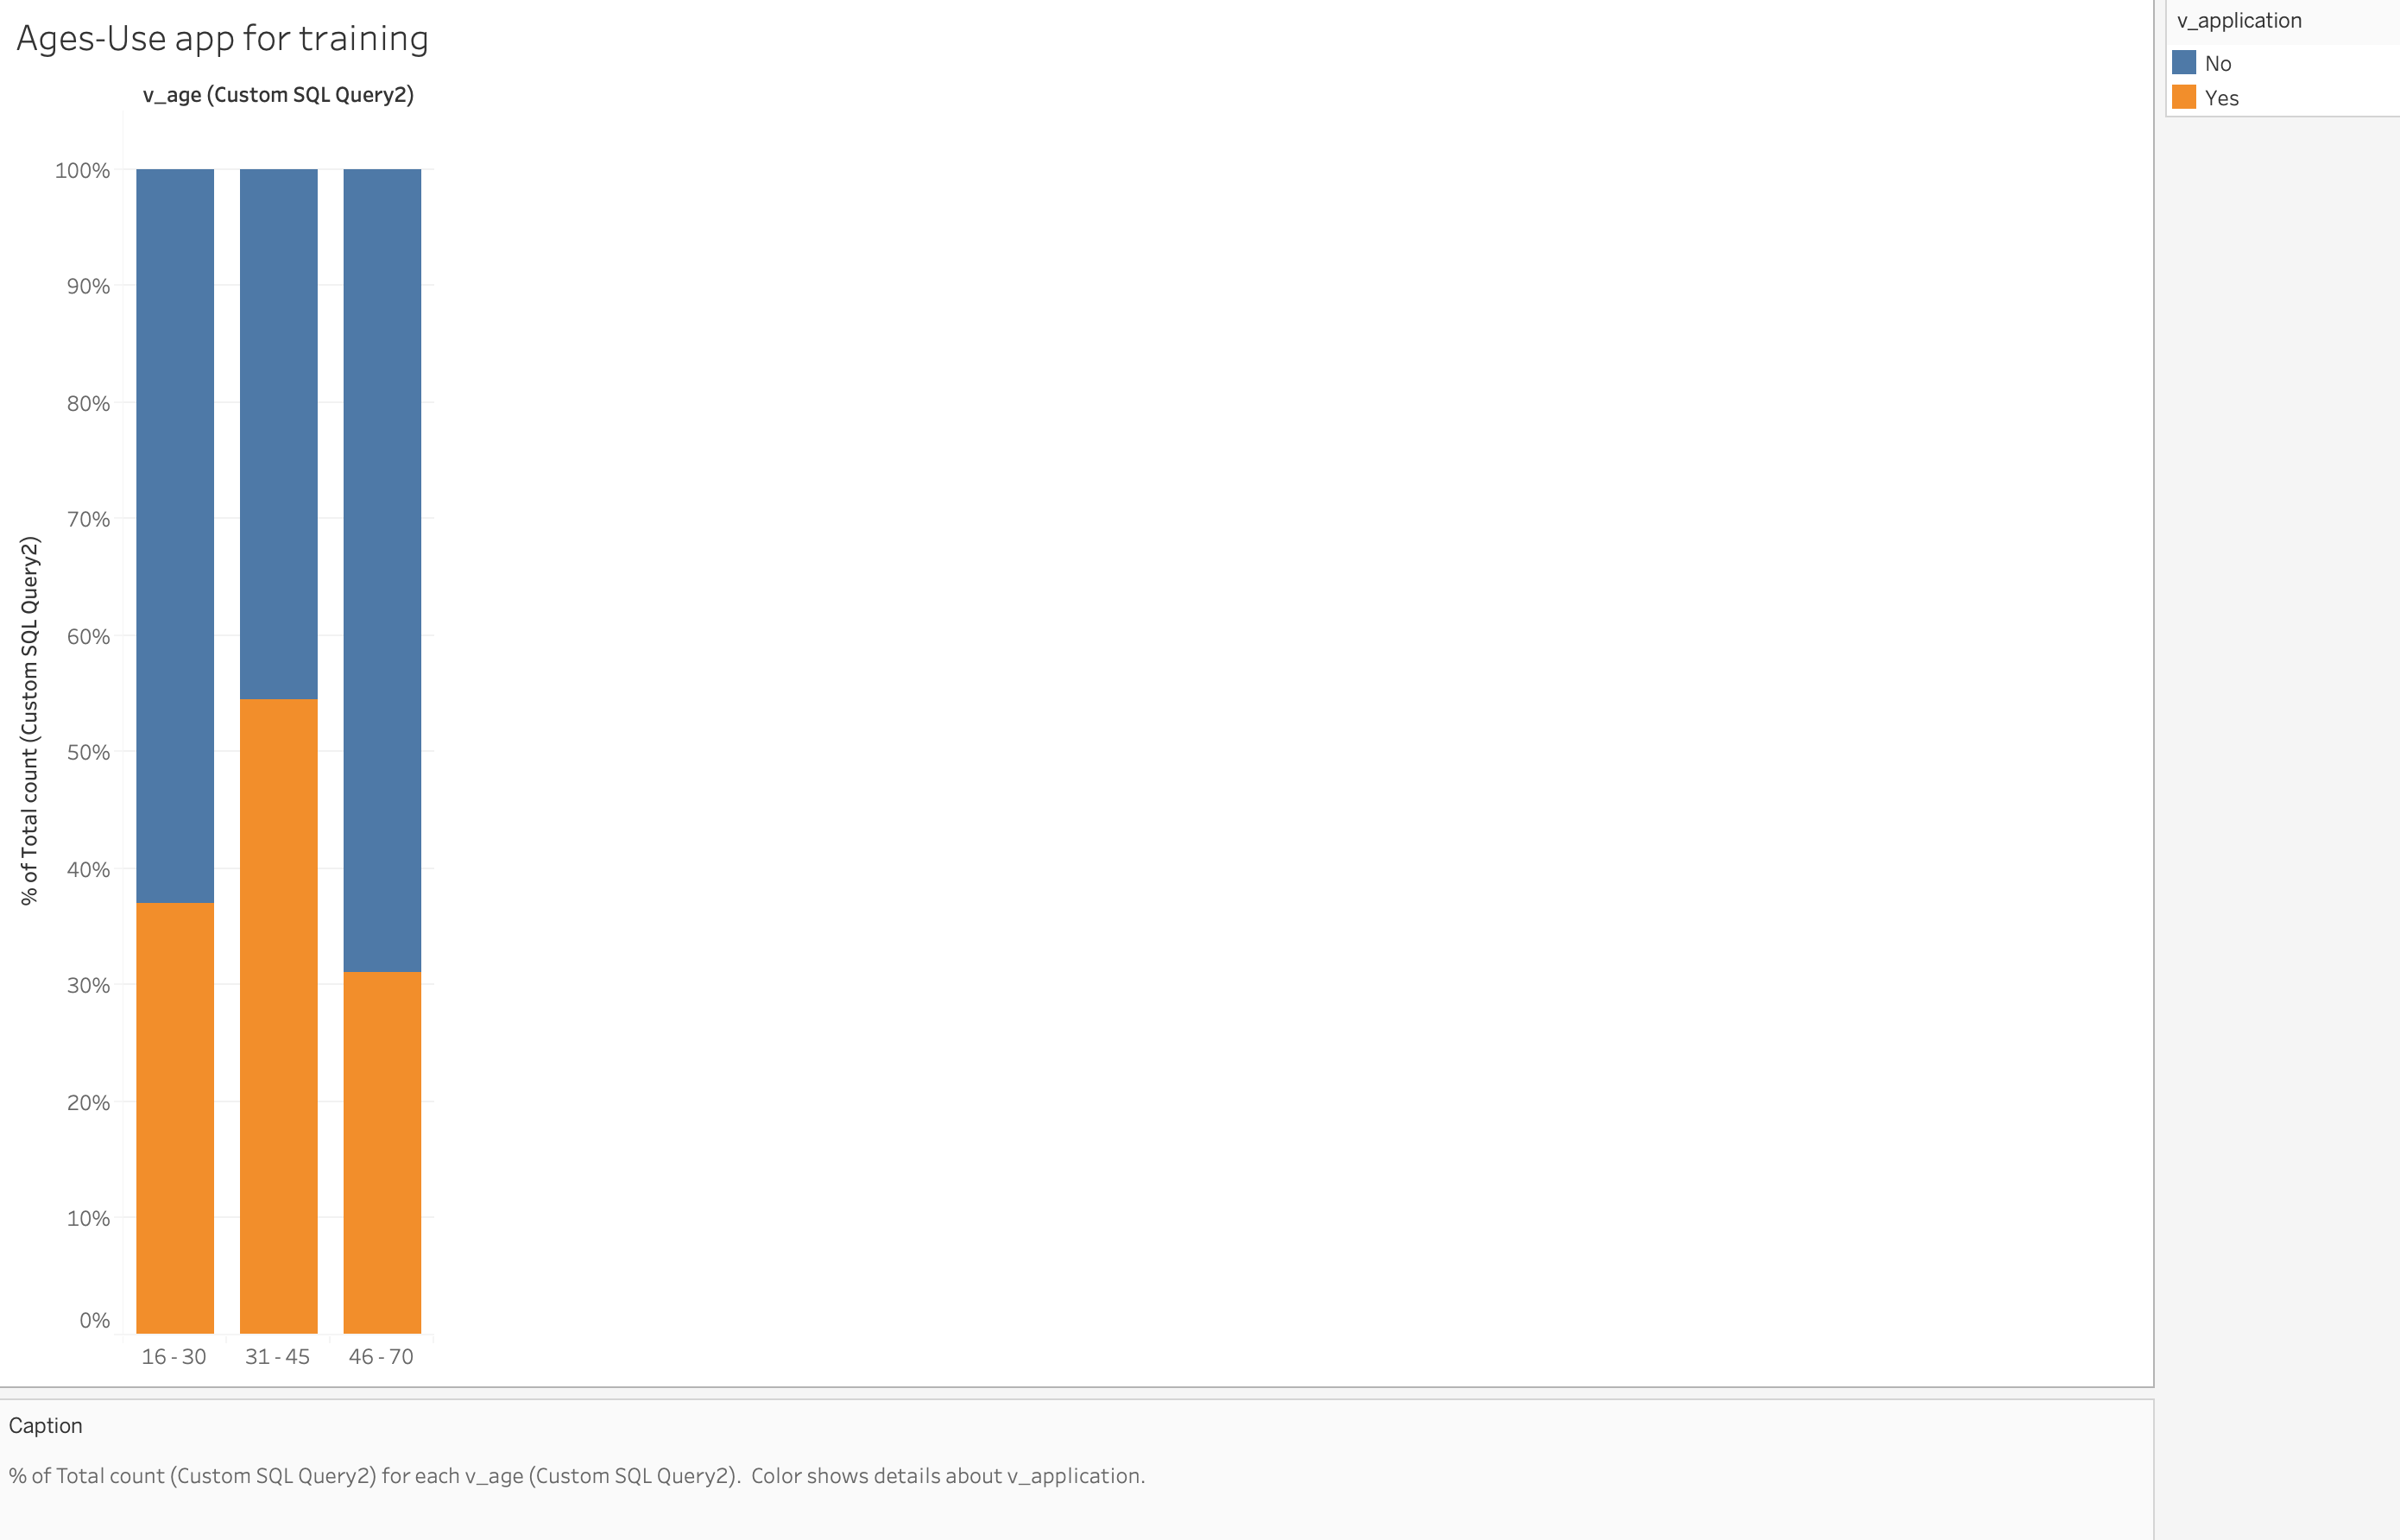 Ages-Use app for training
v_age (Custom SQL Query2)
% of Total count (Custom SQL Query2)
100%
90%
80%
70%
60%
50%
40%
30%
20%
10%
0%
16 - 30
31 - 45
46 - 70
v_application
No
Yes
Caption
% of Total count (Custom SQL Query2) for each v_age (Custom SQL Query2).  Color shows details about v_application.